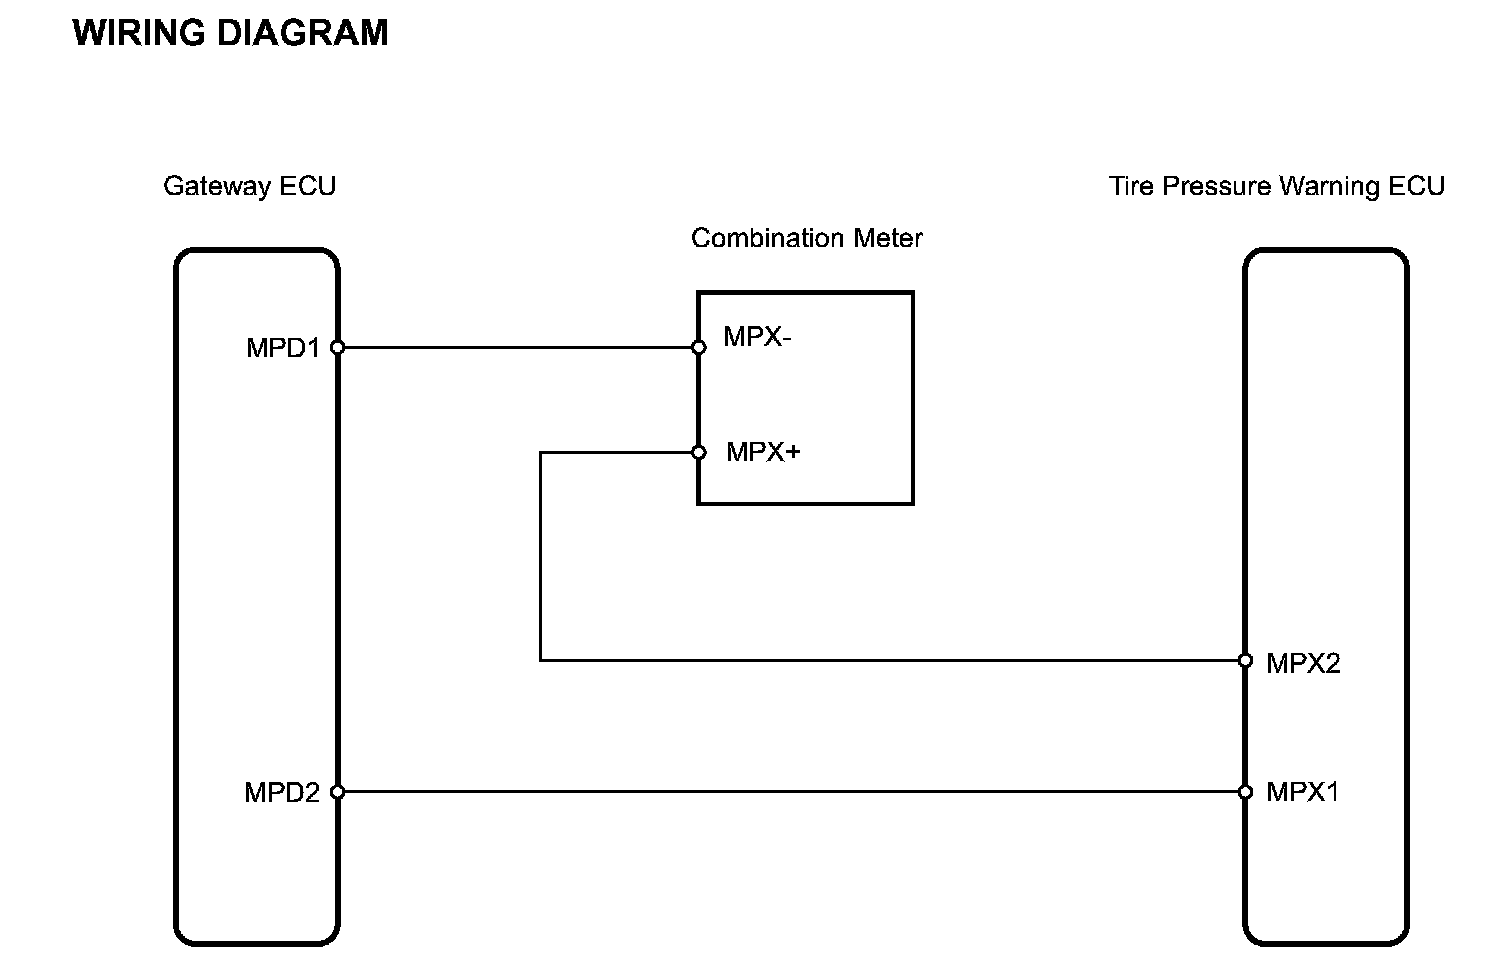 WIRING DIAGRAM
Gateway ECU
Tire Pressure Warning ECU
Combination Meter
MPD1
MPX-
MPX+
MPX2
MPD2
MPX1